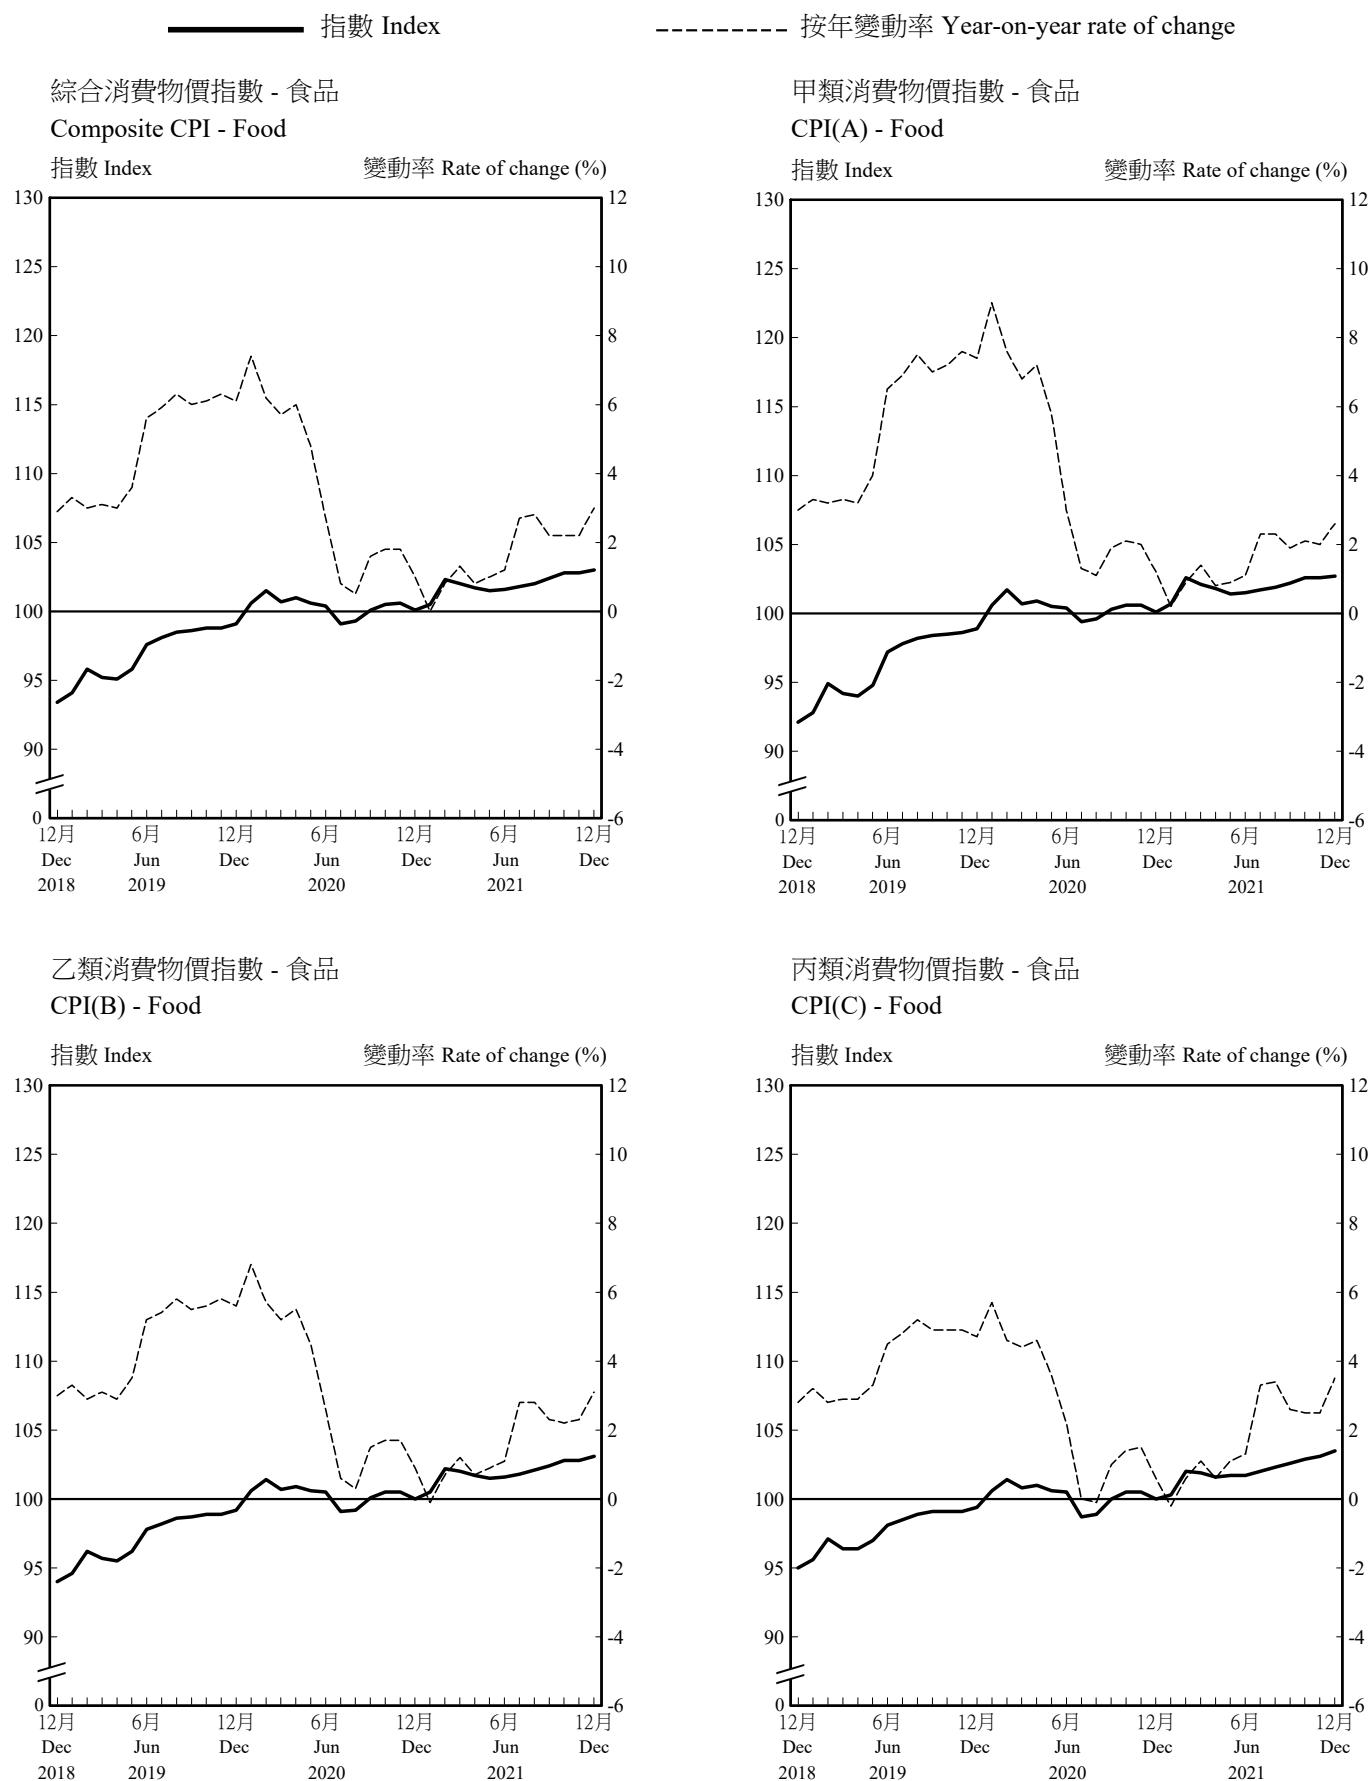 指數 Index
按年變動率 Year-on-year rate of change
綜合消費物價指數 - 食品
Composite CPI - Food
指數 Index 變動率 Rate of change (%)
130 12
125 10
120 8
115 6
110 4
105 2
100 0
95 -2
90 -4
0 -6
12月 6月 12月 6月 12月 6月 12月
Dec Jun Dec Jun Dec Jun Dec
2018 2019 2020 2021
甲類消費物價指數 - 食品
CPI(A) - Food
指數 Index 變動率 Rate of change (%)
130 12
125 10
120 8
115 6
110 4
105 2
100 0
95 -2
90 -4
0 -6
12月 6月 12月 6月 12月 6月 12月
Dec Jun Dec Jun Dec Jun Dec
2018 2019 2020 2021
乙類消費物價指數 - 食品
CPI(B) - Food
指數 Index 變動率 Rate of change (%)
130 12
125 10
120 8
115 6
110 4
105 2
100 0
95 -2
90 -4
0 -6
12月 6月 12月 6月 12月 6月 12月
Dec Jun Dec Jun Dec Jun Dec
2018 2019 2020 2021
丙類消費物價指數 - 食品
CPI(C) - Food
指數 Index 變動率 Rate of change (%)
130 12
125 10
120 8
115 6
110 4
105 2
100 0
95 -2
90 -4
0 -6
12月 6月 12月 6月 12月 6月 12月
Dec Jun Dec Jun Dec Jun Dec
2018 2019 2020 2021